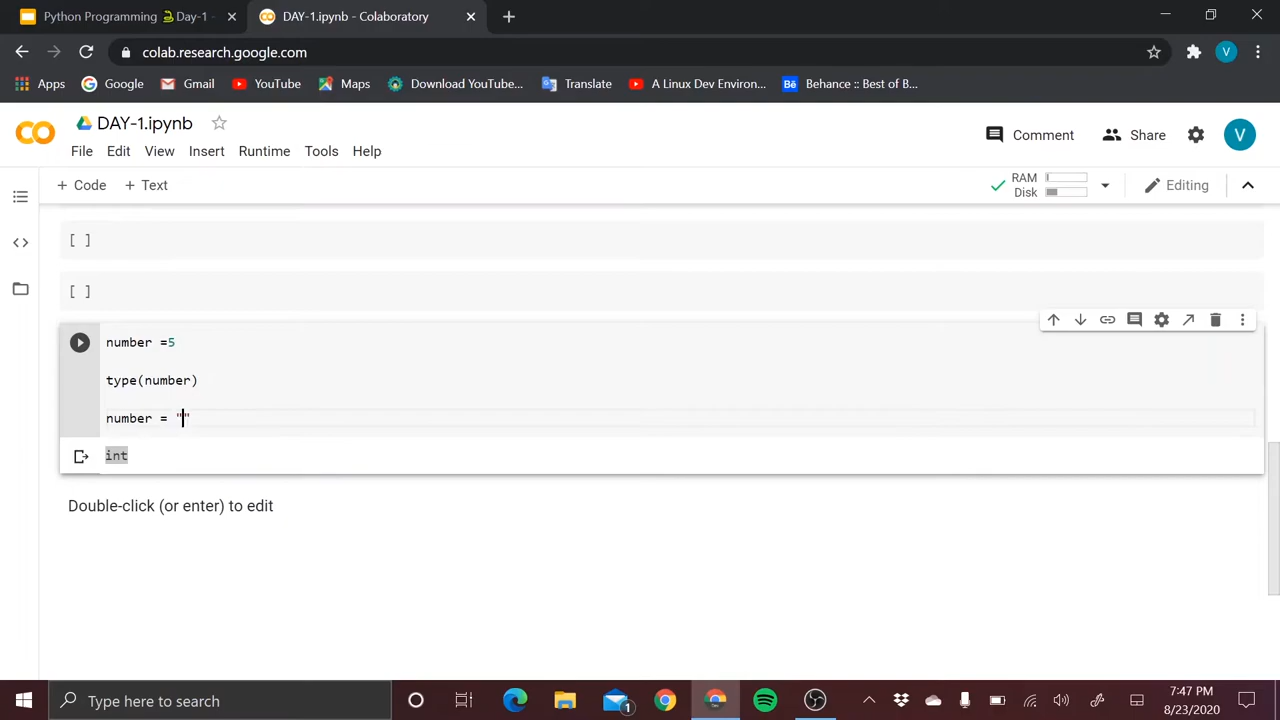 Python Programming Day-1 -
DAY-1.ipynb - Colaboratory
colab.research.google.com
Apps
Google
Gmail
YouTube
Maps
Download YouTube...
Translate
A Linux Dev Environ...
Behance :: Best of B...
V
DAY-1.ipynb
Comment
Share
V
File Edit View Insert Runtime Tools Help
+ Code + Text
RAM
Disk
Editing
[ ]
[ ]
number =5
type(number)
number = ""
int
Double-click (or enter) to edit
Type here to search
1
7:47 PM
8/23/2020